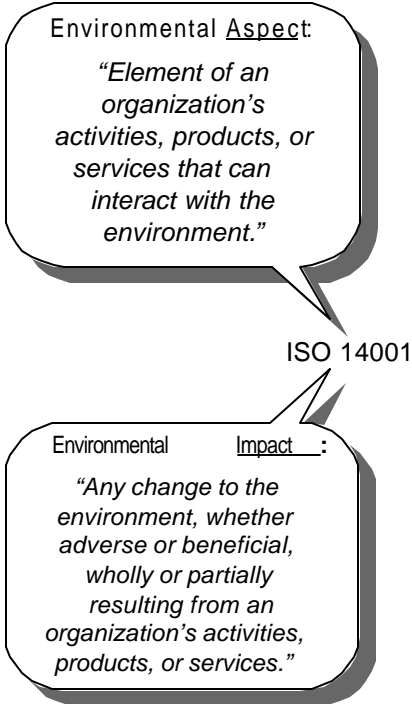 Environmental Aspect:
“Element of an
organization’s
activities, products, or
services that can
interact with the
environment.”
ISO 14001
Environmental Impact :
“Any change to the
environment, whether
adverse or beneficial,
wholly or partially
resulting from an
organization’s activities,
products, or services.”